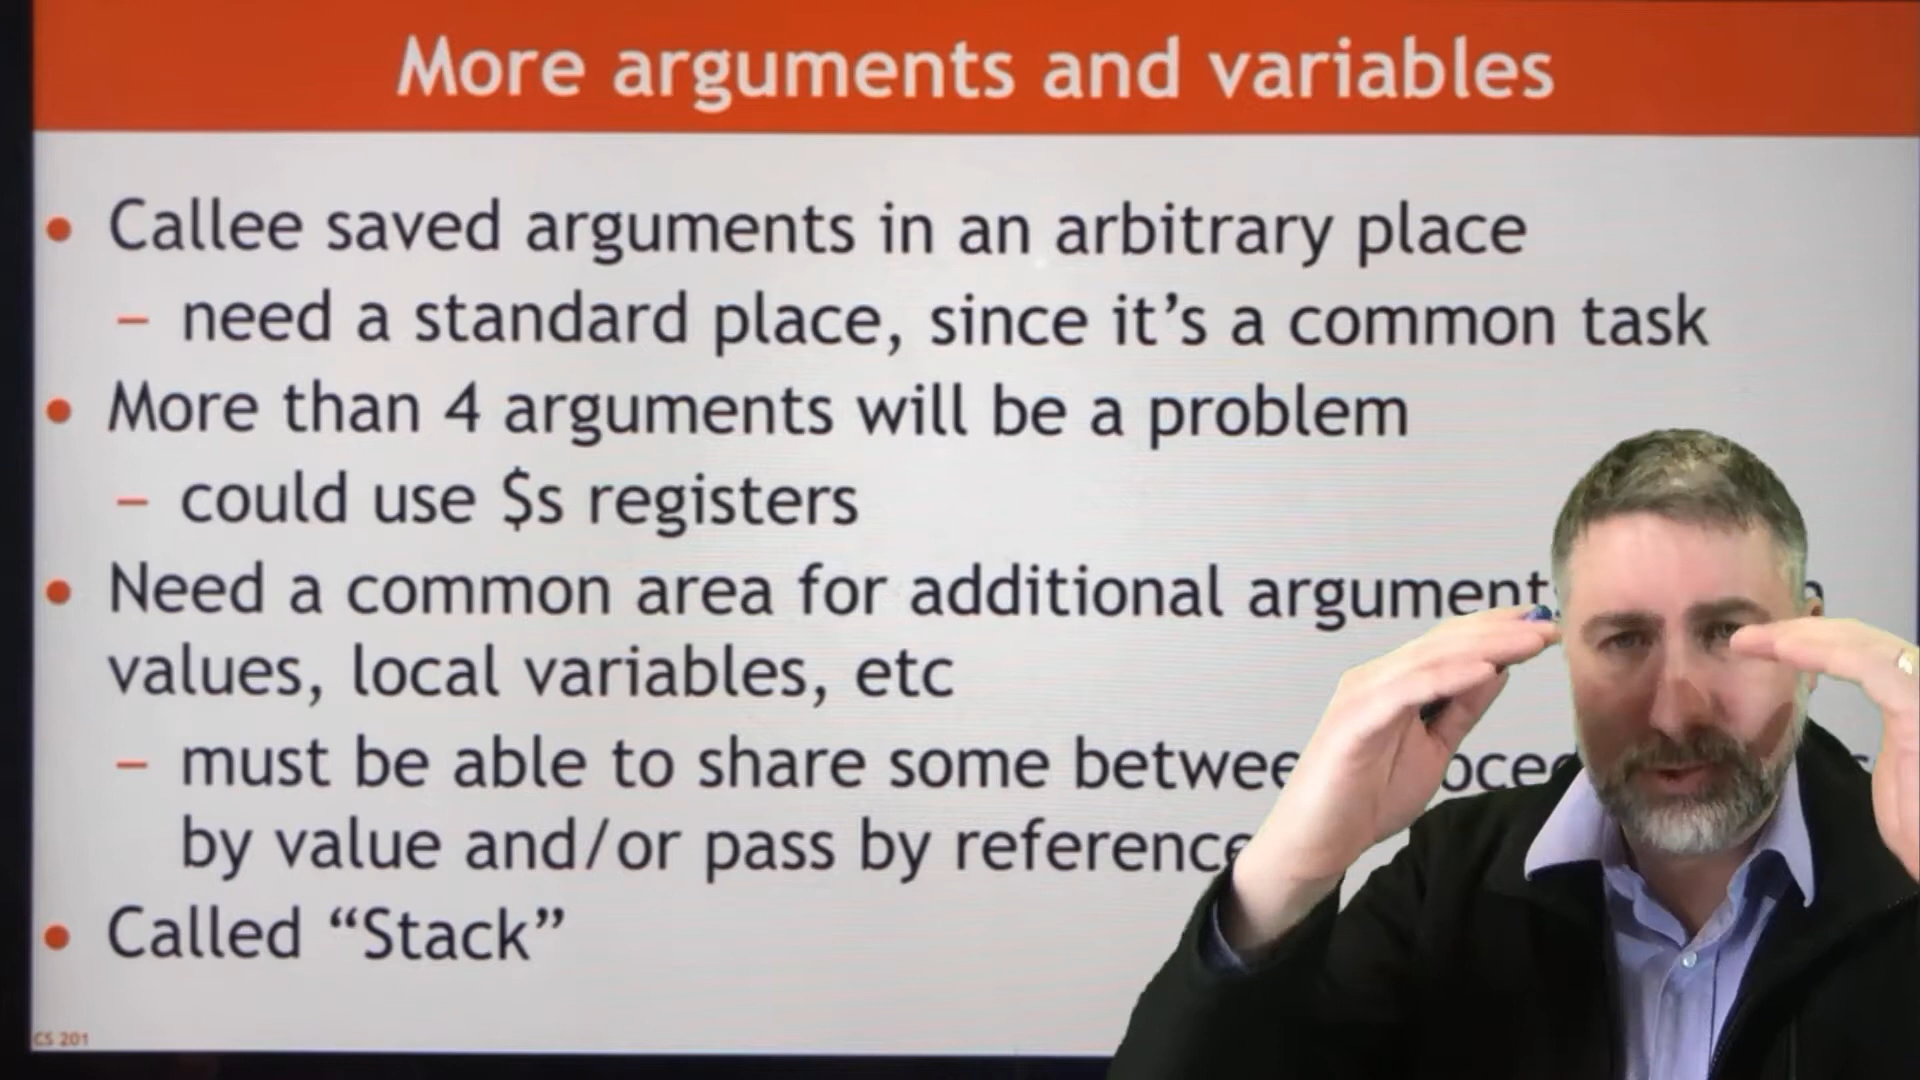 More arguments and variables
• Callee saved arguments in an arbitrary place
– need a standard place, since it’s a common task
• More than 4 arguments will be a problem
– could use $s registers
• Need a common area for additional
values, local variables, etc
– must be able to share some
by value and/or pass by reference
• Called “Stack”
CS 201